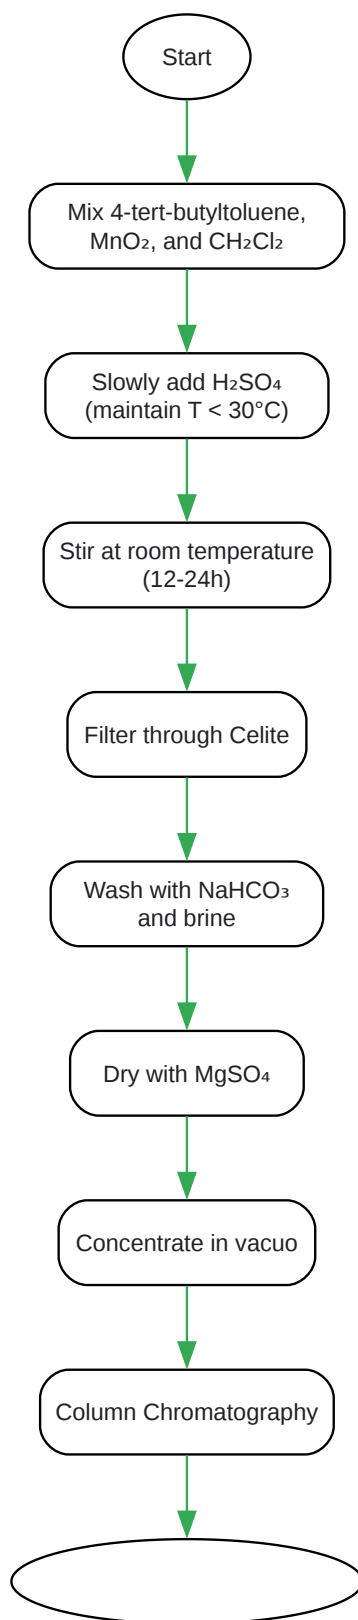 Start
Mix 4-tert-butyltoluene,
MnO₂, and CH₂Cl₂
Slowly add H₂SO₄
(maintain T < 30°C)
Stir at room temperature
(12-24h)
Filter through Celite
Wash with NaHCO₃
and brine
Dry with MgSO₄
Concentrate in vacuo
Column Chromatography